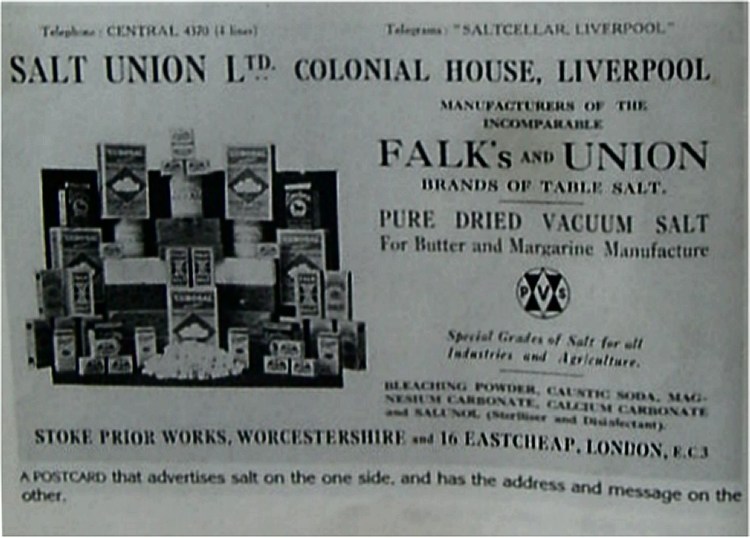 Telephone: CENTRAL 4370 (4 lines)
Telegrams: "SALTCELLAR, LIVERPOOL"
SALT UNION LTD. COLONIAL HOUSE, LIVERPOOL
MANUFACTURERS OF THE
INCOMPARABLE
FALK's AND UNION
BRANDS OF TABLE SALT.
PURE DRIED VACUUM SALT
For Butter and Margarine Manufacture
PVS
Special Grades of Salt for all
Industries and Agriculture.
BLEACHING POWDER, CAUSTIC SODA, MAG-
NESIUM CARBONATE, CALCIUM CARBONATE
and SALUNOL (Steriliser and Disinfectant).
STOKE PRIOR WORKS, WORCESTERSHIRE and 16 EASTCHEAP, LONDON, E.C3
A POSTCARD that advertises salt on the one side, and has the address and message on the
other.